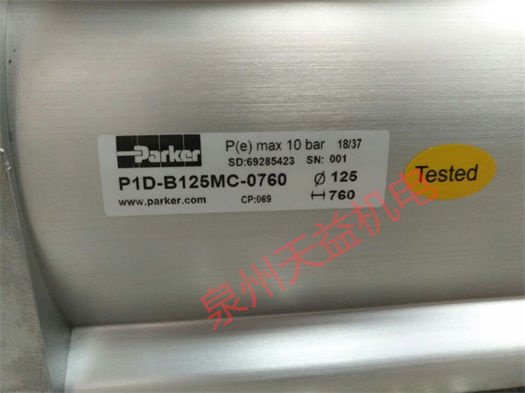 Parker
P(e) max 10 bar 18/37
SD:69285423 SN: 001
P1D-B125MC-0760 Ø 125
www.parker.com CP:069 760
Tested
泉州天益机电